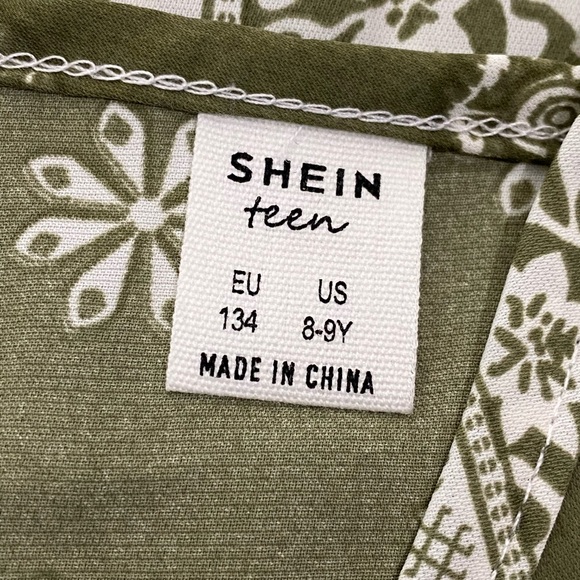 SHEIN
teen
EU US
134 8-9Y
MADE IN CHINA